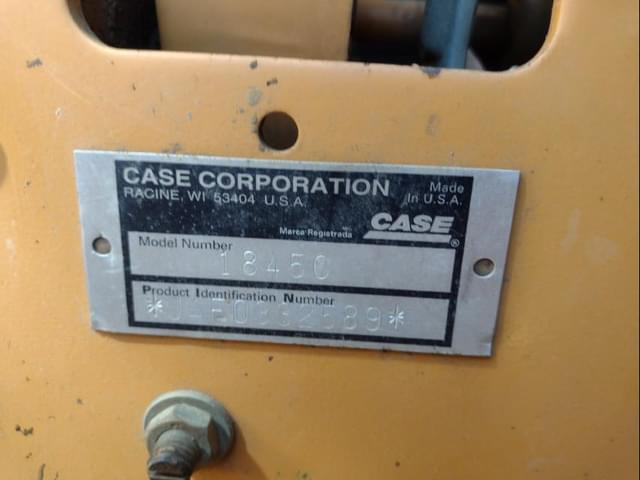 CASE CORPORATION
RACINE, WI 53404 U.S.A.
Made
In U.S.A.
Marca Registrada
CASE®
Model Number
1845C
Product Identification Number